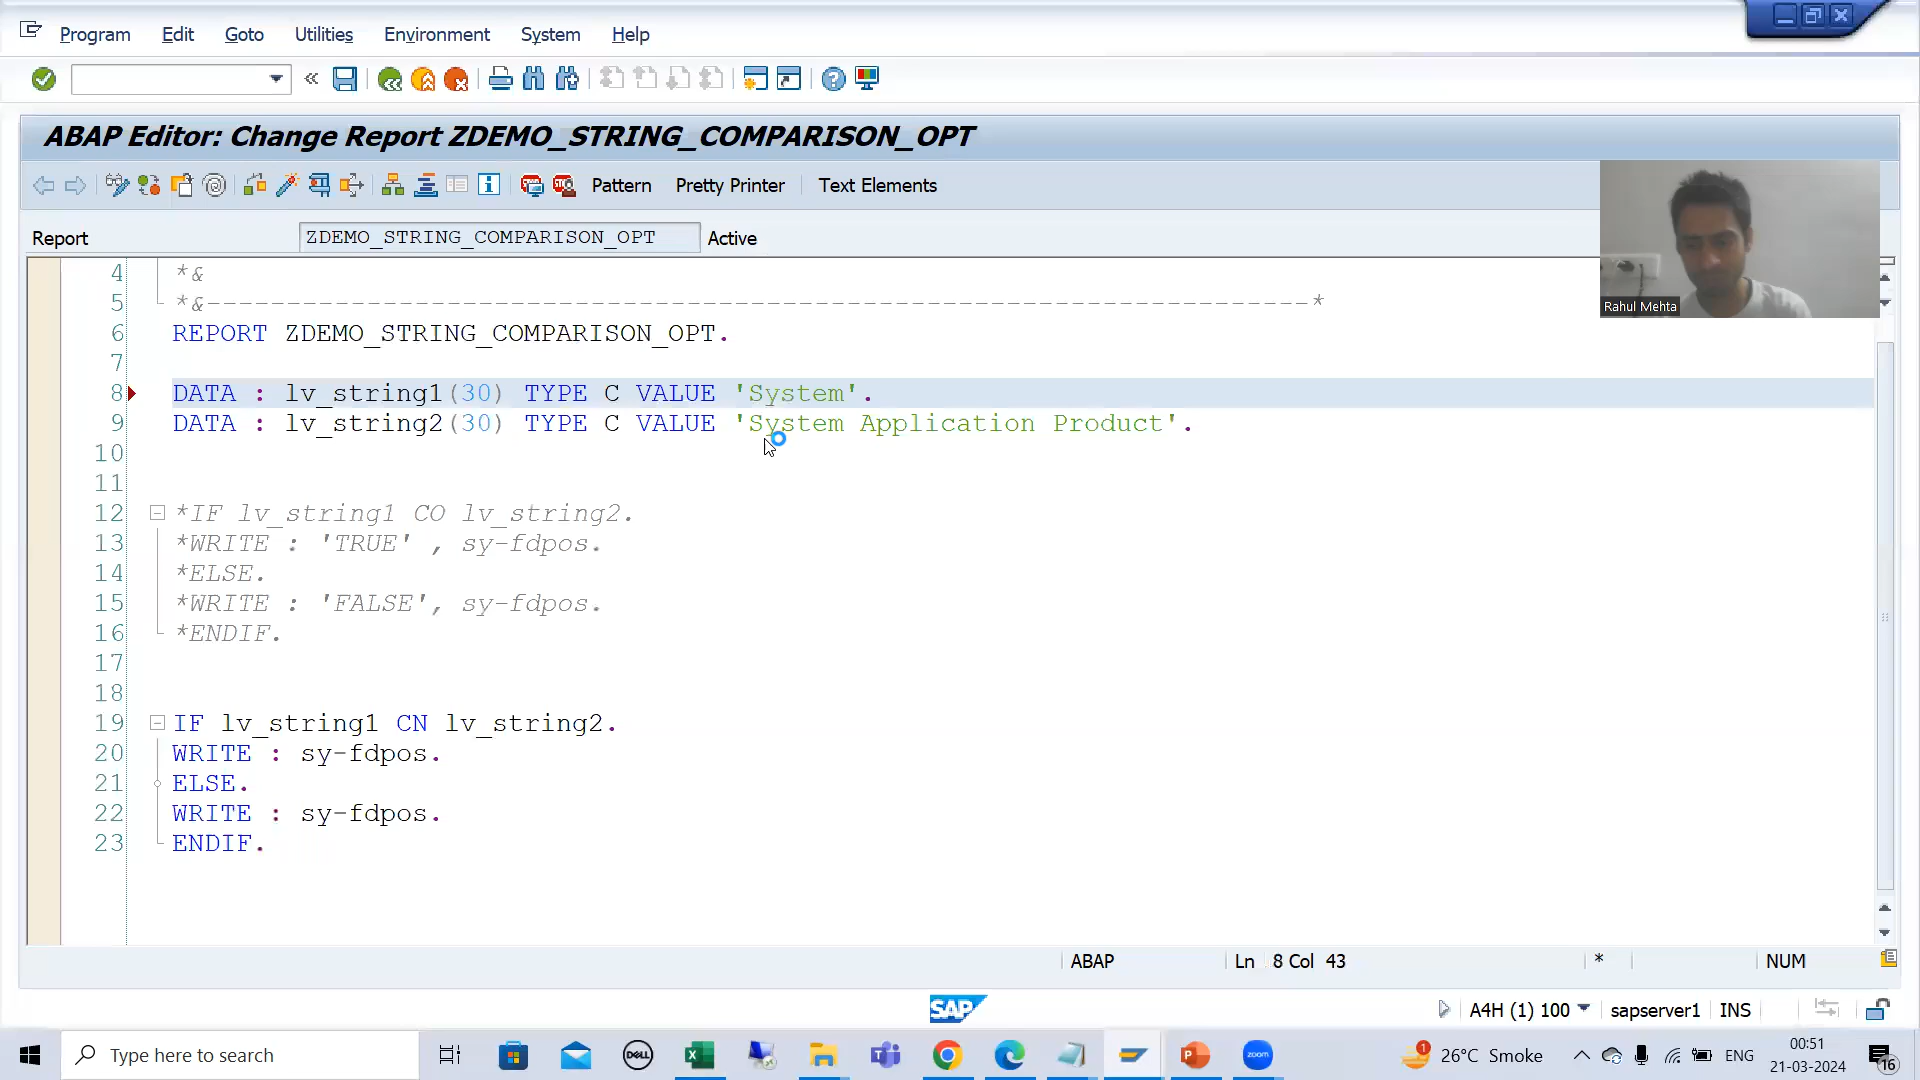 Program Edit Goto Utilities Environment System Help
ABAP Editor: Change Report ZDEMO_STRING_COMPARISON_OPT
Pattern Pretty Printer Text Elements
Report ZDEMO_STRING_COMPARISON_OPT Active
Rahul Mehta
4 *&
5 *&---------------------------------------------------------------------*
6 REPORT ZDEMO_STRING_COMPARISON_OPT.
7
8 DATA : lv_string1(30) TYPE C VALUE 'System'.
9 DATA : lv_string2(30) TYPE C VALUE 'System Application Product'.
10
11
12 *IF lv_string1 CO lv_string2.
13 *WRITE : 'TRUE' , sy-fdpos.
14 *ELSE.
15 *WRITE : 'FALSE', sy-fdpos.
16 *ENDIF.
17
18
19 IF lv_string1 CN lv_string2.
20 WRITE : sy-fdpos.
21 ELSE.
22 WRITE : sy-fdpos.
23 ENDIF.
ABAP Ln 8 Col 43 * NUM
SAP A4H (1) 100 sapserver1 INS
Type here to search DELL zoom 1 26°C Smoke ENG 00:51
21-03-2024 16